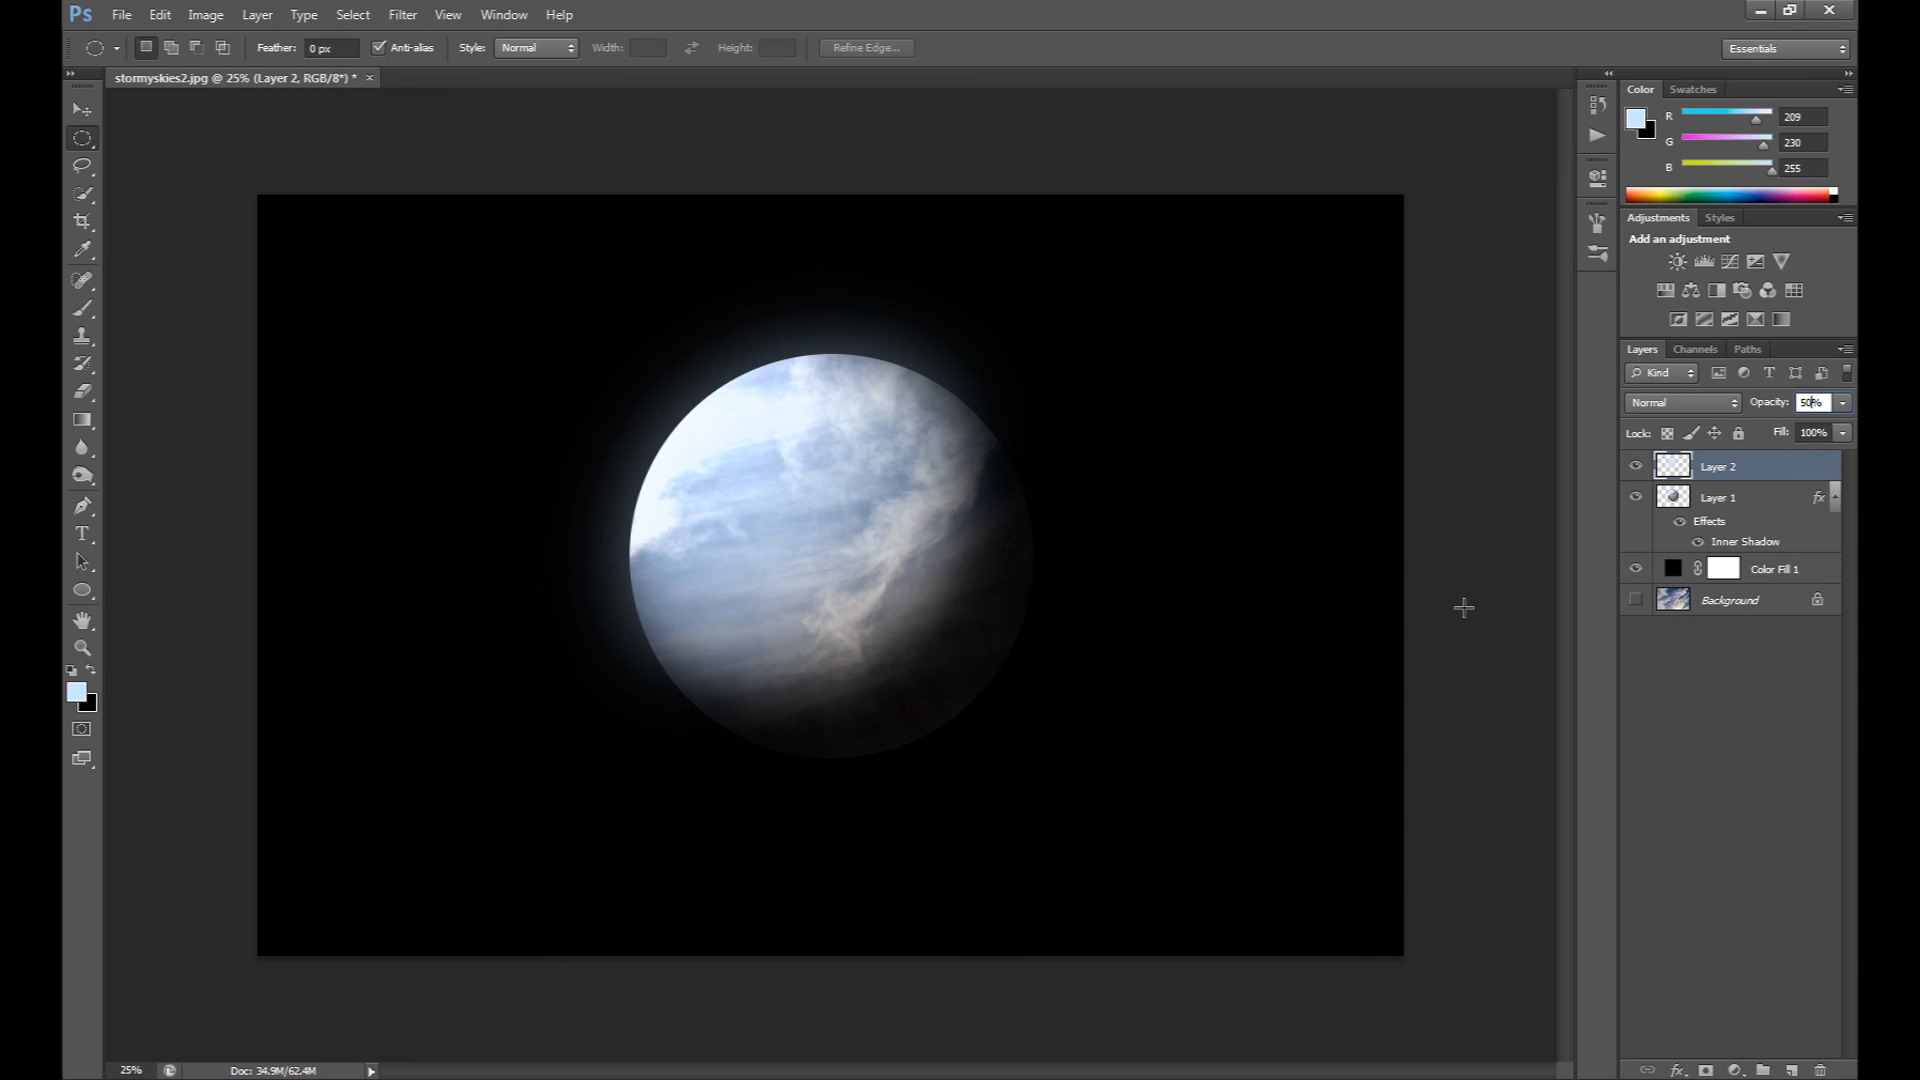 Ps File Edit Image Layer Type Select Filter View Window Help
Feather: 0 px Anti-alias Style: Normal Width: Height: Refine Edge... Essentials
stormyskies2.jpg @ 25% (Layer 2, RGB/8*) * ×
Color Swatches
R 209
G 230
B 255
Adjustments Styles
Add an adjustment
Layers Channels Paths
Kind
Normal Opacity: 50%
Lock: Fill: 100%
Layer 2
Layer 1 fx
Effects
Inner Shadow
Color Fill 1
Background
25% Doc: 34.9M/62.4M